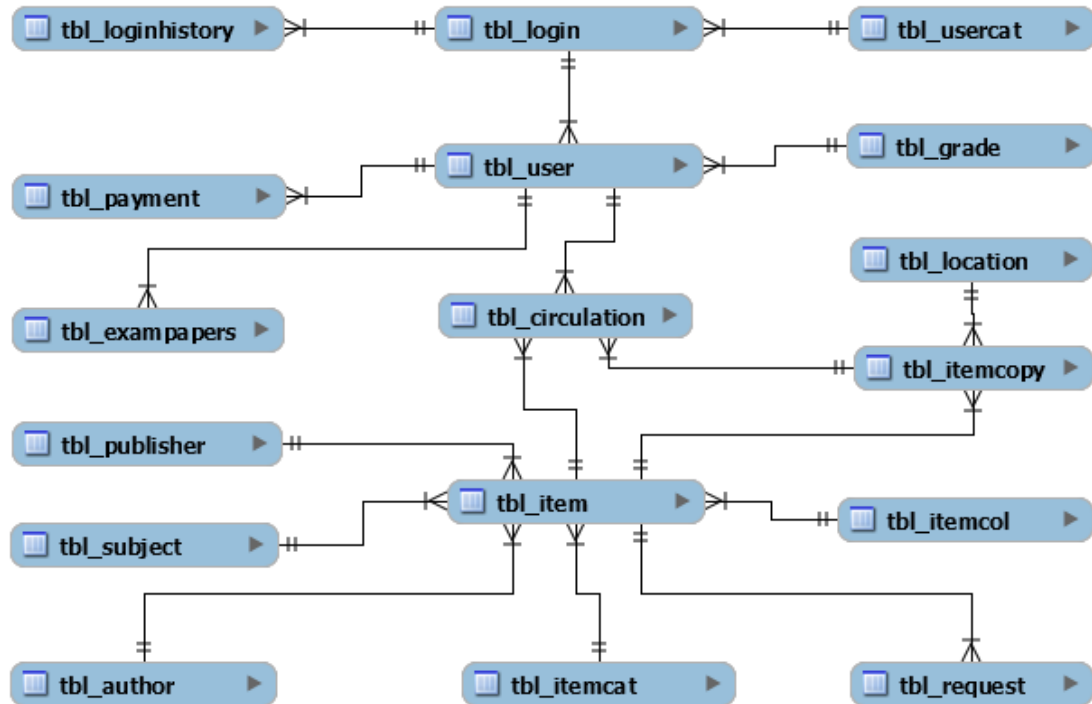 tbl_loginhistory
tbl_login
tbl_usercat
tbl_user
tbl_grade
tbl_payment
tbl_location
tbl_exampapers
tbl_circulation
tbl_itemcopy
tbl_publisher
tbl_item
tbl_itemcol
tbl_subject
tbl_author
tbl_itemcat
tbl_request